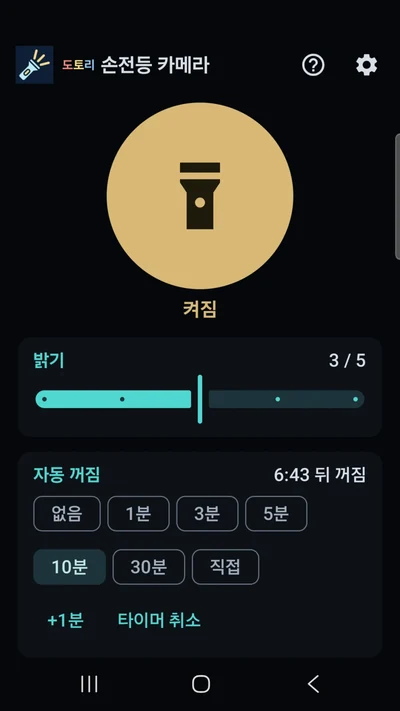 도토리 손전등 카메라
켜짐
밝기 3 / 5
자동 꺼짐 6:43 뒤 꺼짐
없음 1분 3분 5분
10분 30분 직접
+1분 타이머 취소